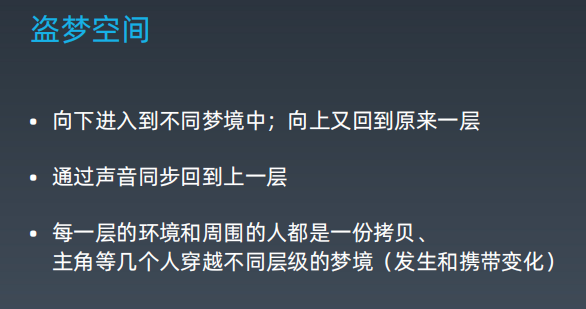 盗梦空间
• 向下进入到不同梦境中；向上又回到原来一层
• 通过声音同步回到上一层
• 每一层的环境和周围的人都是一份拷贝、
主角等几个人穿越不同层级的梦境（发生和携带变化）